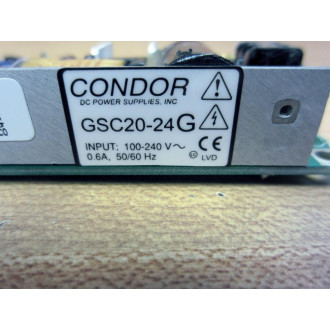 CONDOR
DC POWER SUPPLIES, INC
GSC20-24G
INPUT: 100-240 V~
0.6A, 50/60 Hz
CE
LVD